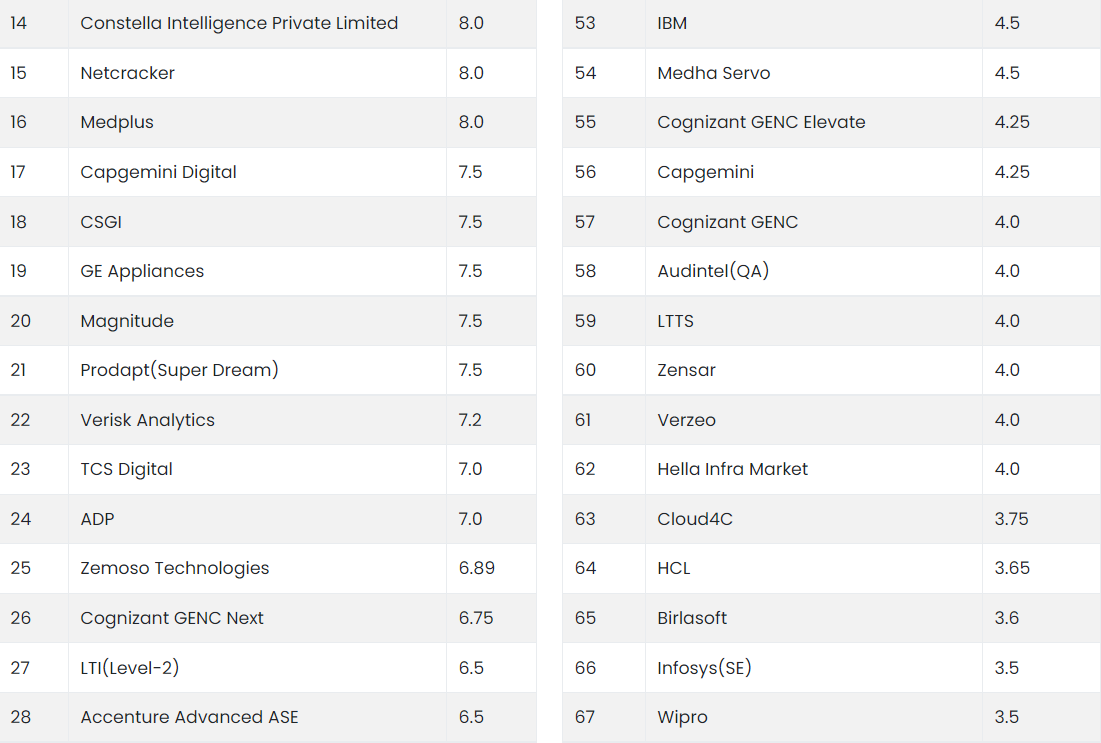 14 Constella Intelligence Private Limited 8.0
15 Netcracker 8.0
16 Medplus 8.0
17 Capgemini Digital 7.5
18 CSGI 7.5
19 GE Appliances 7.5
20 Magnitude 7.5
21 Prodapt(Super Dream) 7.5
22 Verisk Analytics 7.2
23 TCS Digital 7.0
24 ADP 7.0
25 Zemoso Technologies 6.89
26 Cognizant GENC Next 6.75
27 LTI(Level-2) 6.5
28 Accenture Advanced ASE 6.5
53 IBM 4.5
54 Medha Servo 4.5
55 Cognizant GENC Elevate 4.25
56 Capgemini 4.25
57 Cognizant GENC 4.0
58 Audintel(QA) 4.0
59 LTTS 4.0
60 Zensar 4.0
61 Verzeo 4.0
62 Hella Infra Market 4.0
63 Cloud4C 3.75
64 HCL 3.65
65 Birlasoft 3.6
66 Infosys(SE) 3.5
67 Wipro 3.5